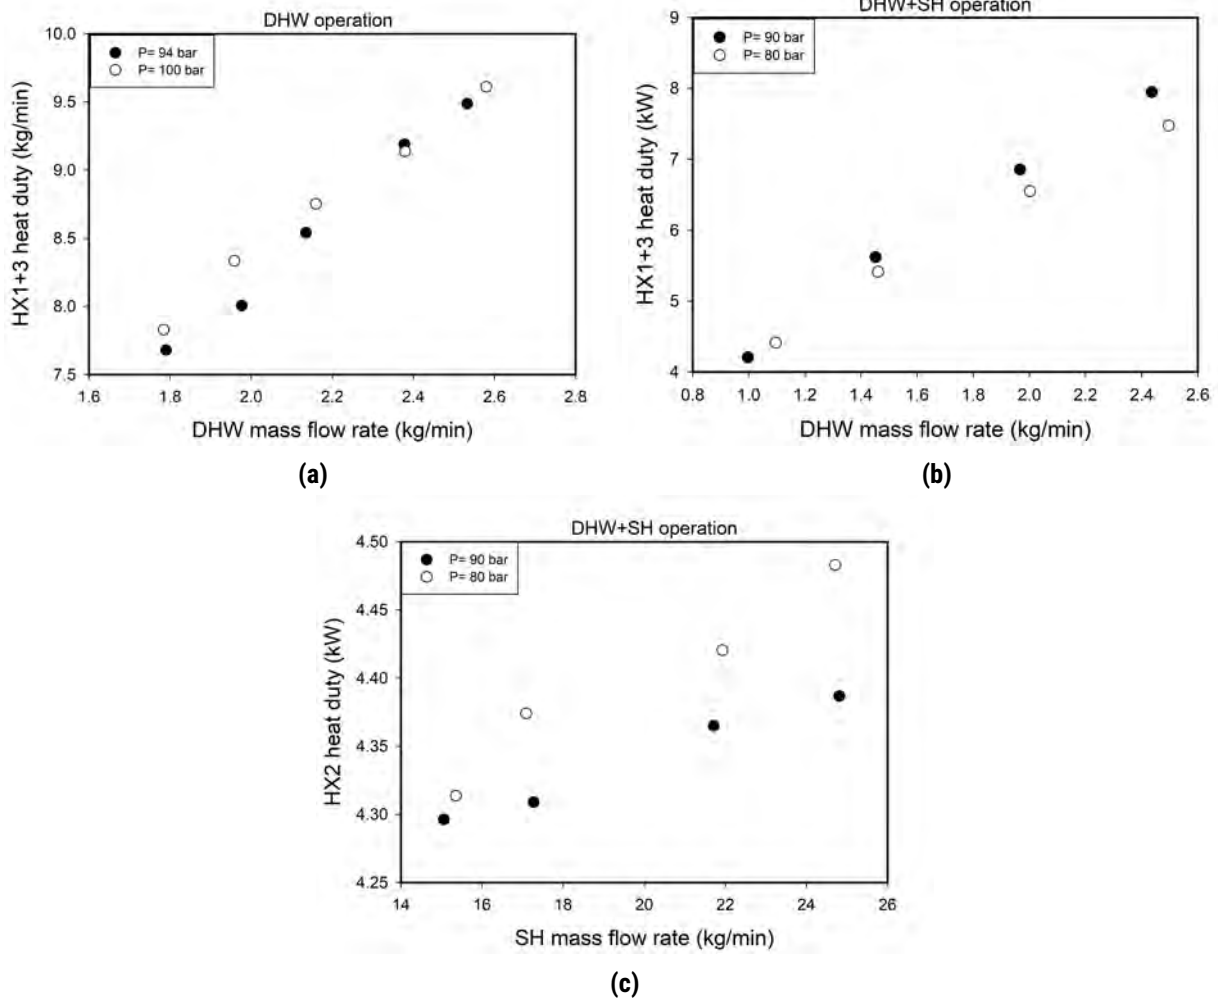 DHW operation
10.0
9.5
9.0
8.5
8.0
7.5
HX1+3 heat duty (kg/min)
P= 94 bar
P= 100 bar
1.6 1.8 2.0 2.2 2.4 2.6 2.8
DHW mass flow rate (kg/min)
(a)
DHW+SH operation
9
8
7
6
5
4
HX1+3 heat duty (kW)
P= 90 bar
P= 80 bar
0.8 1.0 1.2 1.4 1.6 1.8 2.0 2.2 2.4 2.6
DHW mass flow rate (kg/min)
(b)
DHW+SH operation
4.50
4.45
4.40
4.35
4.30
4.25
HX2 heat duty (kW)
P= 90 bar
P= 80 bar
14 16 18 20 22 24 26
SH mass flow rate (kg/min)
(c)